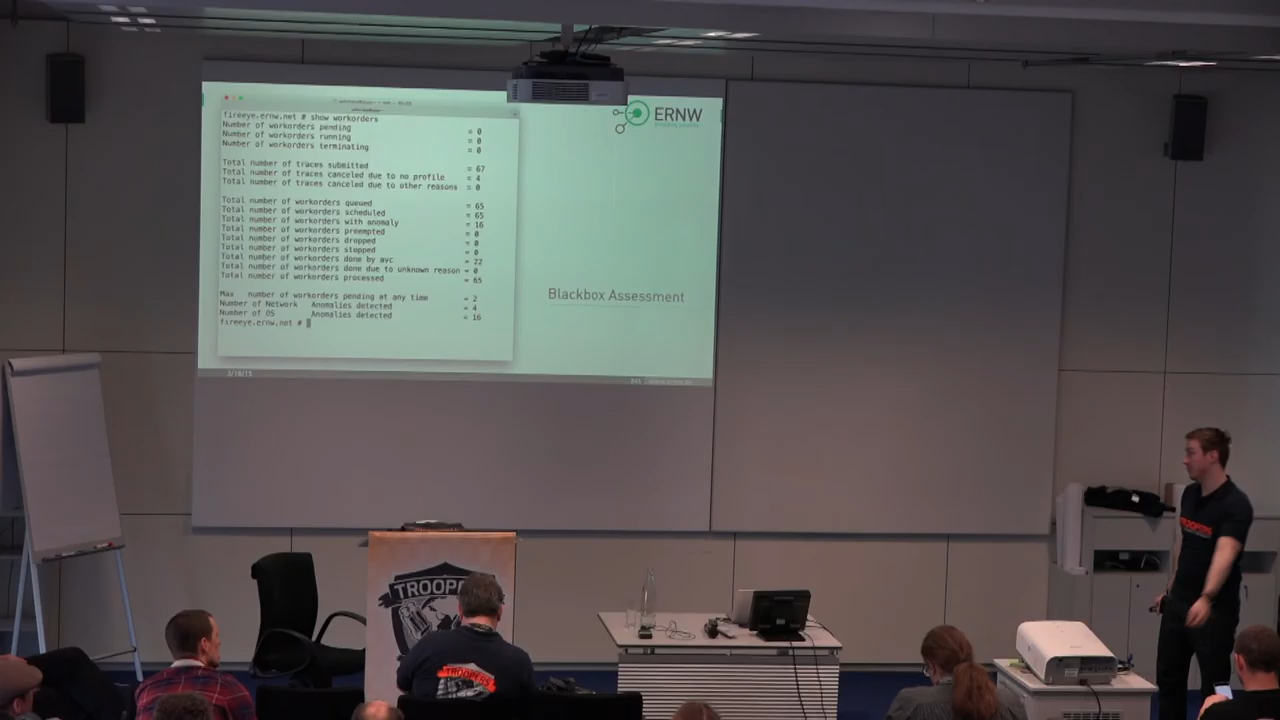 fireeye.ernw.net # show workorders
Number of workorders pending = 0
Number of workorders running = 0
Number of workorders terminating = 0
Total number of traces submitted = 67
Total number of traces canceled due to no profile = 4
Total number of traces canceled due to other reasons = 0
Total number of workorders queued = 65
Total number of workorders scheduled = 65
Total number of workorders with anomaly = 16
Total number of workorders preempted = 0
Total number of workorders dropped = 0
Total number of workorders stopped = 0
Total number of workorders done by avc = 22
Total number of workorders done due to unknown reason = 0
Total number of workorders processed = 65
Max number of workorders pending at any time = 2
Number of Network Anomalies detected = 4
Number of OS Anomalies detected = 16
fireeye.ernw.net #
ERNW
Blackbox Assessment
TROOPERS
TROOPERS